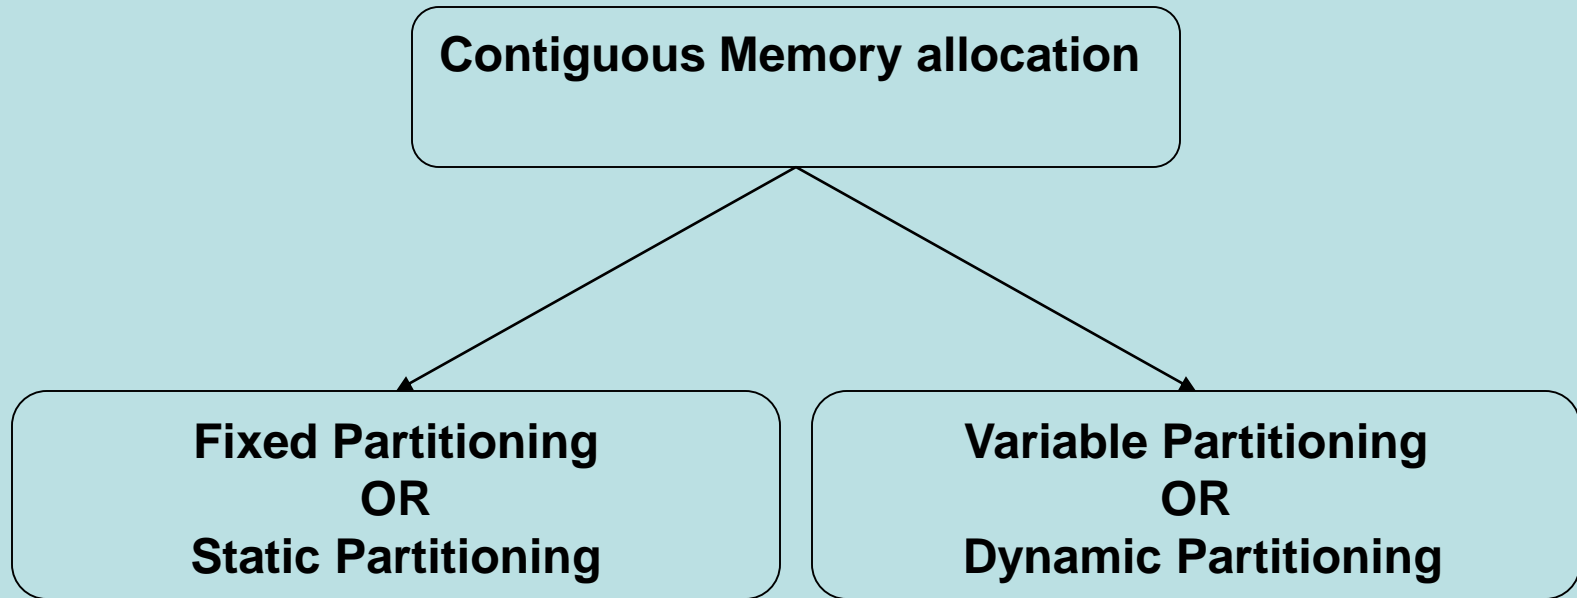 Contiguous Memory allocation
Fixed Partitioning
OR
Static Partitioning
Variable Partitioning
OR
Dynamic Partitioning